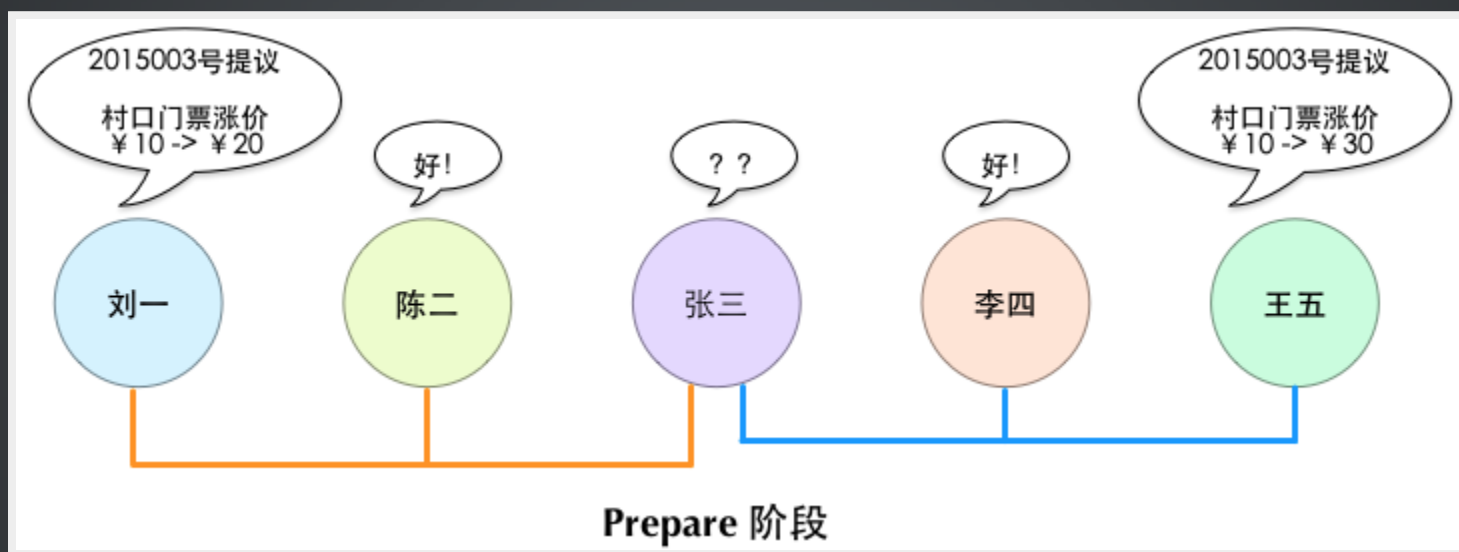 2015003号提议
村口门票涨价
￥10 -> ￥20
好！
？？
好！
2015003号提议
村口门票涨价
￥10 -> ￥30
刘一
陈二
张三
李四
王五
Prepare 阶段